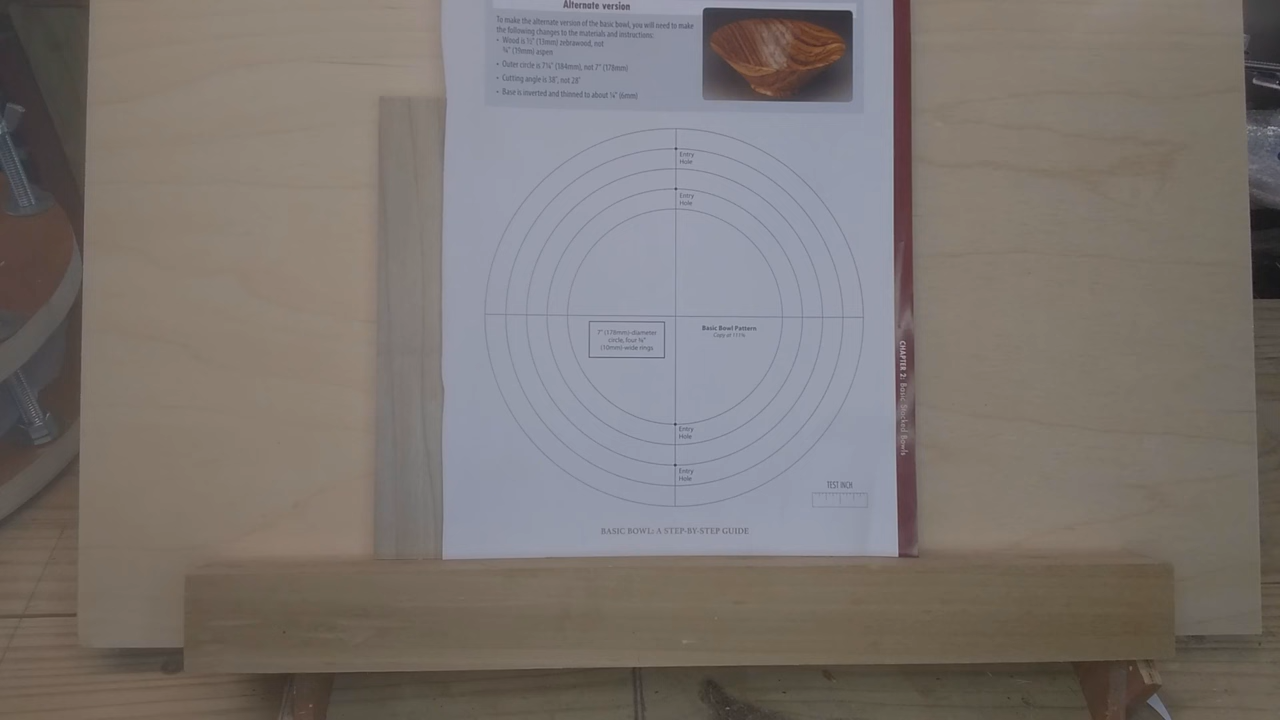 Alternate version
To make the alternate version of the basic bowl, you will need to make
the following changes to the materials and instructions:
• Wood is ½" (13mm) zebrawood, not
¾" (19mm) aspen
• Outer circle is 7¼" (184mm), not 7" (178mm)
• Cutting angle is 38°, not 28°
• Base is inverted and thinned to about ¼" (6mm)
Entry
Hole
Entry
Hole
7" (178mm)-diameter
circle, four ⅜"
(10mm)-wide rings
Basic Bowl Pattern
Copy at 111%
Entry
Hole
Entry
Hole
TEST INCH
BASIC BOWL: A STEP-BY-STEP GUIDE
CHAPTER 2: Basic Stacked Bowls